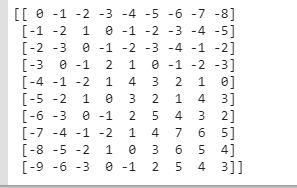 [[ 0 -1 -2 -3 -4 -5 -6 -7 -8]
[-1 -2 1 0 -1 -2 -3 -4 -5]
[-2 -3 0 -1 -2 -3 -4 -1 -2]
[-3 0 -1 2 1 0 -1 -2 -3]
[-4 -1 -2 1 4 3 2 1 0]
[-5 -2 1 0 3 2 1 4 3]
[-6 -3 0 -1 2 5 4 3 2]
[-7 -4 -1 -2 1 4 7 6 5]
[-8 -5 -2 1 0 3 6 5 4]
[-9 -6 -3 0 -1 2 5 4 3]]